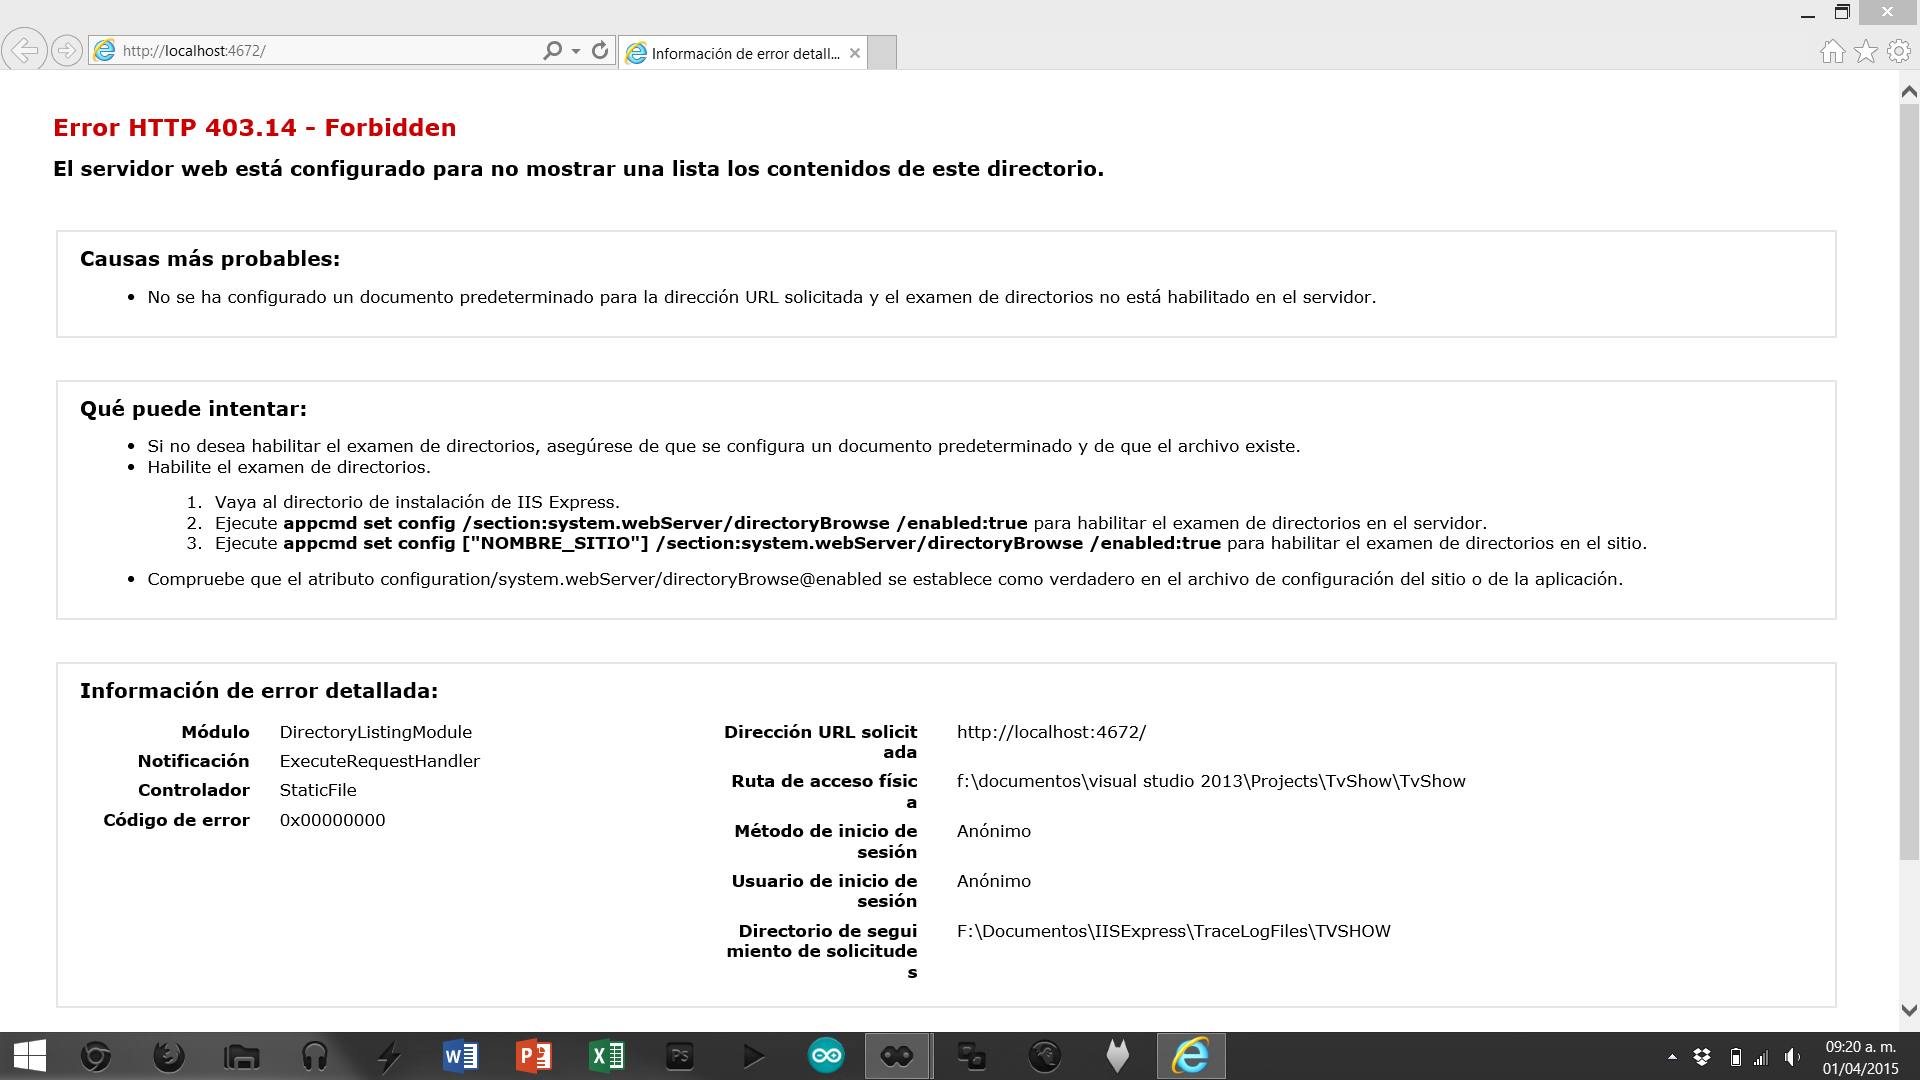 http://localhost:4672/
Información de error detall...
Error HTTP 403.14 - Forbidden
El servidor web está configurado para no mostrar una lista los contenidos de este directorio.
Causas más probables:
No se ha configurado un documento predeterminado para la dirección URL solicitada y el examen de directorios no está habilitado en el servidor.
Qué puede intentar:
Si no desea habilitar el examen de directorios, asegúrese de que se configura un documento predeterminado y de que el archivo existe.
Habilite el examen de directorios.
1. Vaya al directorio de instalación de IIS Express.
2. Ejecute appcmd set config /section:system.webServer/directoryBrowse /enabled:true para habilitar el examen de directorios en el servidor.
3. Ejecute appcmd set config ["NOMBRE_SITIO"] /section:system.webServer/directoryBrowse /enabled:true para habilitar el examen de directorios en el sitio.
Compruebe que el atributo configuration/system.webServer/directoryBrowse@enabled se establece como verdadero en el archivo de configuración del sitio o de la aplicación.
Información de error detallada:
Módulo DirectoryListingModule
Notificación ExecuteRequestHandler
Controlador StaticFile
Código de error 0x00000000
Dirección URL solicit http://localhost:4672/
ada
Ruta de acceso físic f:\documentos\visual studio 2013\Projects\TvShow\TvShow
a
Método de inicio de Anónimo
sesión
Usuario de inicio de Anónimo
sesión
Directorio de segui F:\Documentos\IISExpress\TraceLogFiles\TVSHOW
miento de solicitude
s
09:20 a. m.
01/04/2015